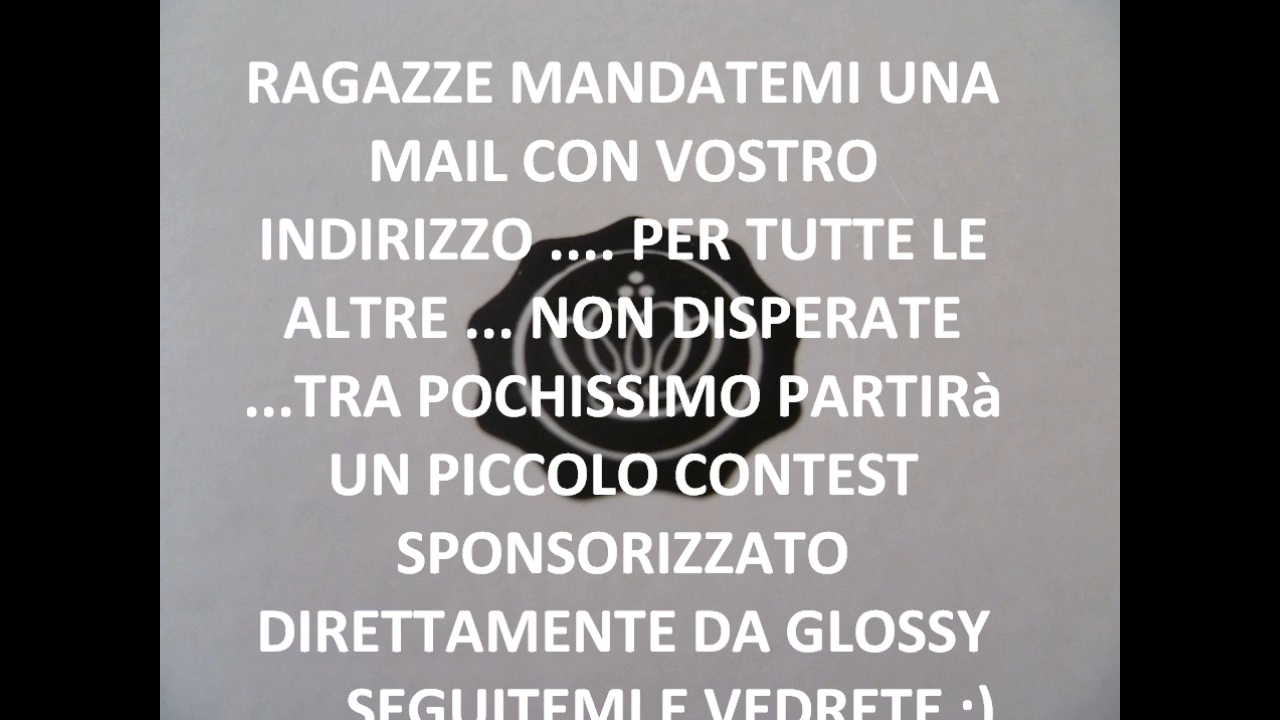 RAGAZZE MANDATEMI UNA
MAIL CON VOSTRO
INDIRIZZO .... PER TUTTE LE
ALTRE ... NON DISPERATE
...TRA POCHISSIMO PARTIRà
UN PICCOLO CONTEST
SPONSORIZZATO
DIRETTAMENTE DA GLOSSY
SEGUITEMI E VEDRETE ;)